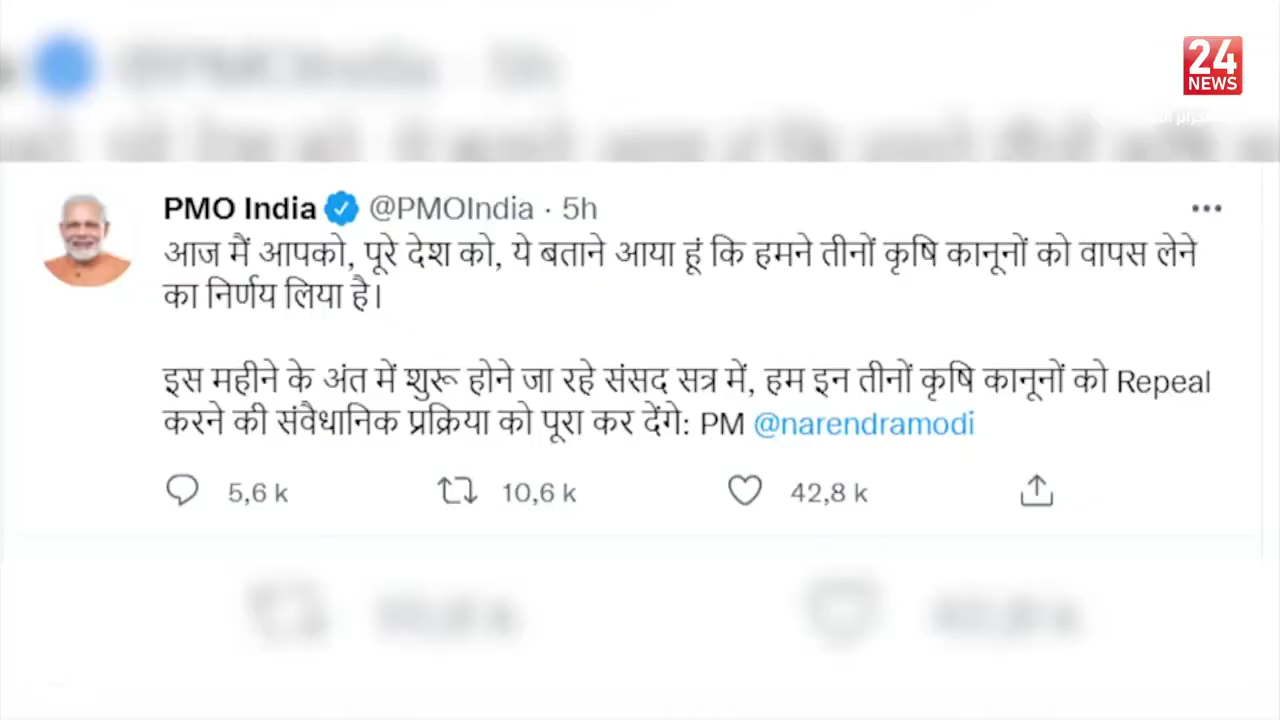 24
NEWS
PMO India @PMOIndia · 5h
आज मैं आपको, पूरे देश को, ये बताने आया हूं कि हमने तीनों कृषि कानूनों को वापस लेने
का निर्णय लिया है।
इस महीने के अंत में शुरू होने जा रहे संसद सत्र में, हम इन तीनों कृषि कानूनों को Repeal
करने की संवैधानिक प्रक्रिया को पूरा कर देंगे: PM @narendramodi
5,6 k 10,6 k 42,8 k